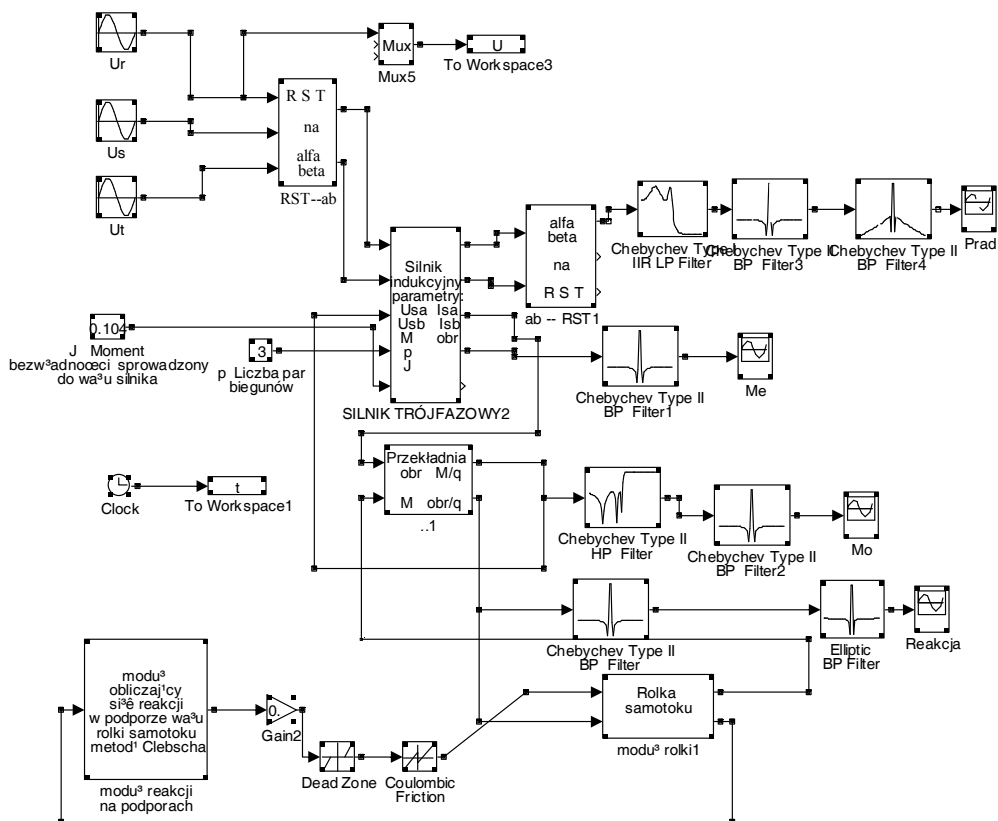 Ur
Mux
Mux5
U
To Workspace3
Us
R S T
na
alfa
beta
RST--ab
Ut
alfa
beta
na
R S T
ab -- RST1
Chebychev Type I
IIR LP Filter
Chebychev Type II
BP Filter3
Chebychev Type II
BP Filter4
Prad
Silnik
indukcyjny
parametry:
Usa Isa
Usb Isb
M obr
p
J
SILNIK TRÓJFAZOWY2
0.104
J Moment
bezw³adnoœci sprowadzony
do wa³u silnika
3
p Liczba par
biegunów
Chebychev Type II
BP Filter1
Me
Przekładnia
obr M/q
M obr/q
..1
Clock
t
To Workspace1
Chebychev Type II
HP Filter
Chebychev Type II
BP Filter2
Mo
Chebychev Type II
BP Filter
Elliptic
BP Filter
Reakcja
modu³
obliczaj¹cy
si³ê reakcji
w podporze wa³u
rolki samotoku
metod¹ Clebscha
modu³ reakcji
na podporach
0.
Gain2
Dead Zone
Coulombic
Friction
Rolka
samotoku
modu³ rolki1